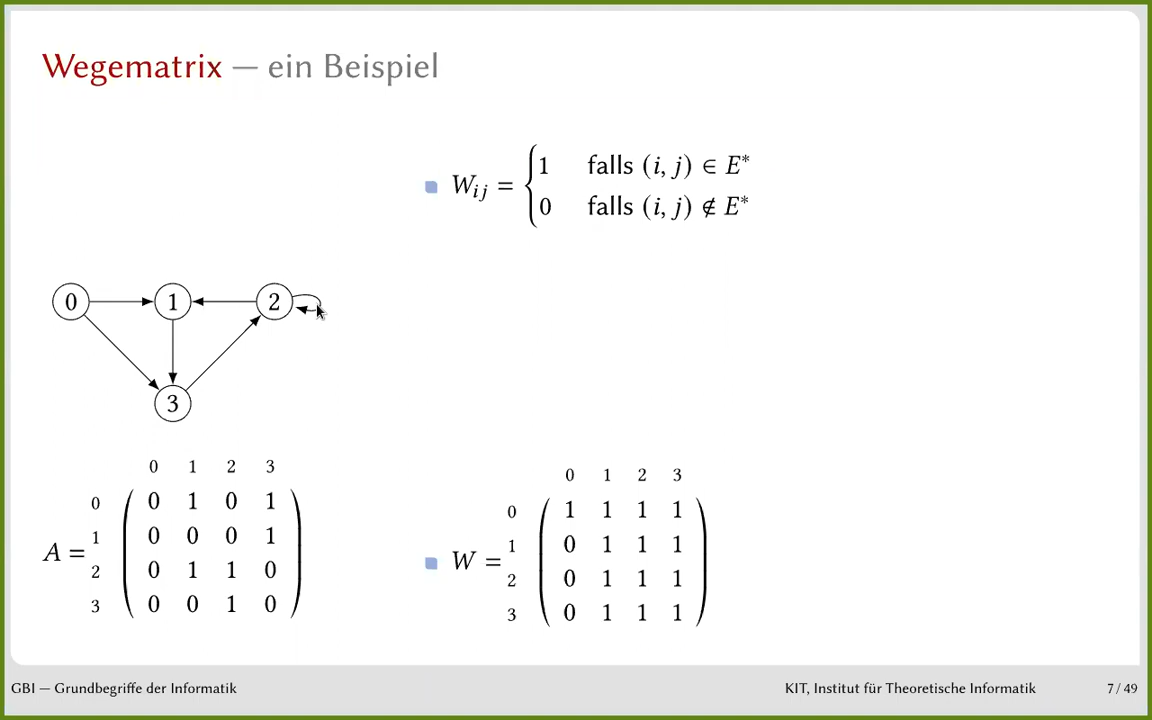 Wegematrix — ein Beispiel
W_{ij} = { 1 falls (i, j) ∈ E*
0 falls (i, j) ∉ E*
0 1 2
3
0 1 2 3
A = 0 ( 0 1 0 1 )
1 ( 0 0 0 1 )
2 ( 0 1 1 0 )
3 ( 0 0 1 0 )
0 1 2 3
W = 0 ( 1 1 1 1 )
1 ( 0 1 1 1 )
2 ( 0 1 1 1 )
3 ( 0 1 1 1 )
GBI — Grundbegriffe der Informatik
KIT, Institut für Theoretische Informatik
7 / 49